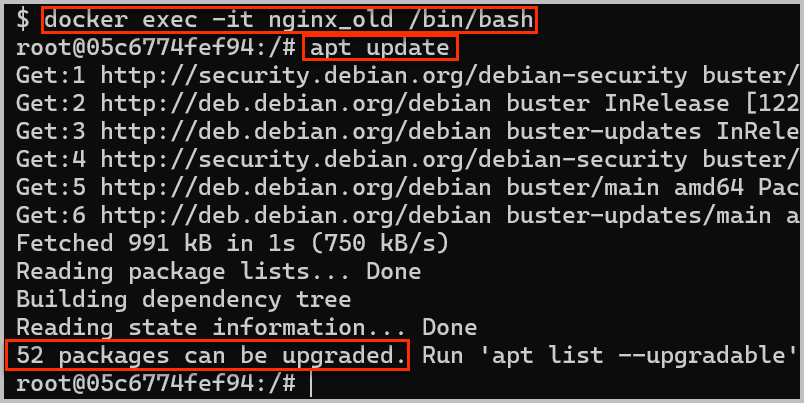 $ docker exec -it nginx_old /bin/bash
root@05c6774fef94:/# apt update
Get:1 http://security.debian.org/debian-security buster/
Get:2 http://deb.debian.org/debian buster InRelease [122
Get:3 http://deb.debian.org/debian buster-updates InRele
Get:4 http://security.debian.org/debian-security buster/
Get:5 http://deb.debian.org/debian buster/main amd64 Pac
Get:6 http://deb.debian.org/debian buster-updates/main a
Fetched 991 kB in 1s (750 kB/s)
Reading package lists... Done
Building dependency tree
Reading state information... Done
52 packages can be upgraded. Run 'apt list --upgradable'
root@05c6774fef94:/#